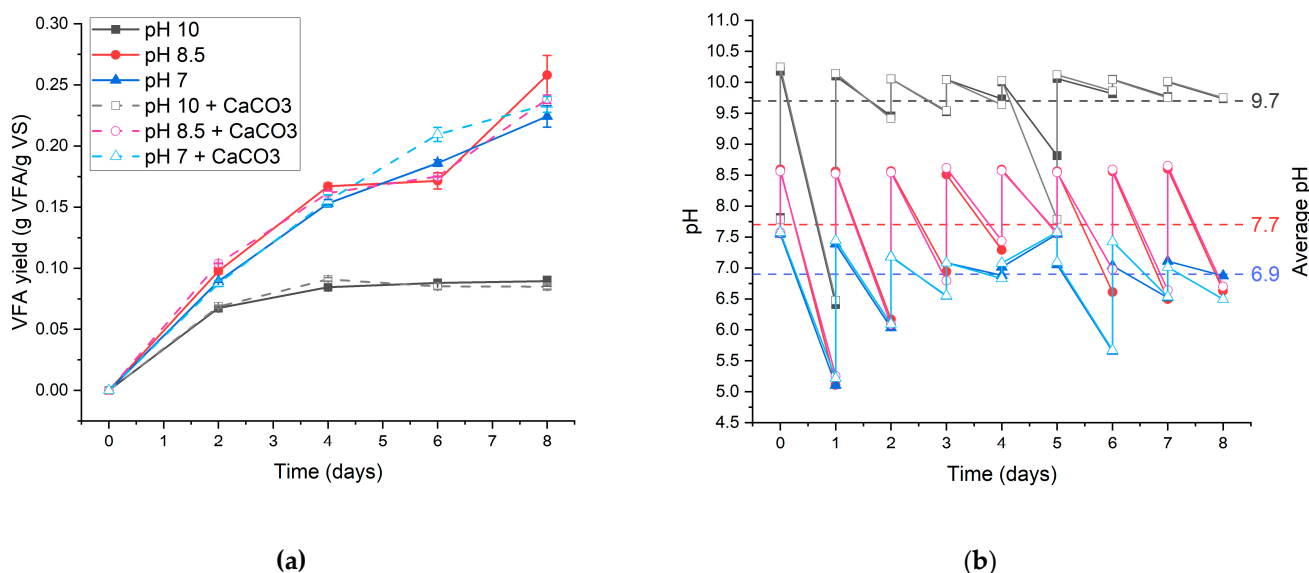 0.30
0.25
0.20
0.15
0.10
0.05
0.00
VFA yield (g VFA/g VS)
pH 10
pH 8.5
pH 7
pH 10 + CaCO3
pH 8.5 + CaCO3
pH 7 + CaCO3
0 1 2 3 4 5 6 7 8
Time (days)
(a)
11.0
10.5
10.0
9.5
9.0
8.5
8.0
7.5
7.0
6.5
6.0
5.5
5.0
4.5
pH
9.7
7.7
6.9
Average pH
0 1 2 3 4 5 6 7 8
Time (days)
(b)